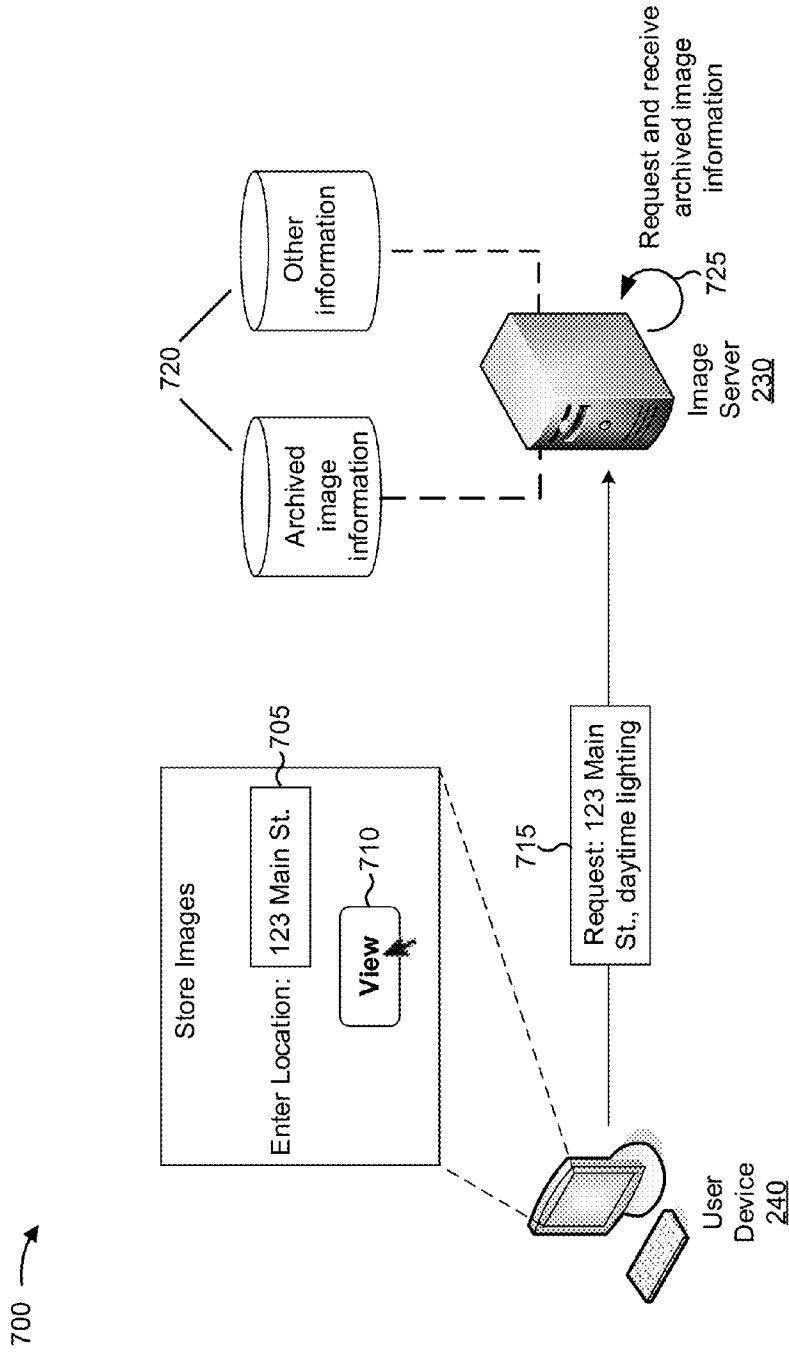 700
Store Images
Enter Location:
123 Main St.
705
View
710
720
Archived
image
information
Other
information
715
Request: 123 Main
St., daytime lighting
User
Device
240
Image
Server
230
725
Request and receive
archived image
information